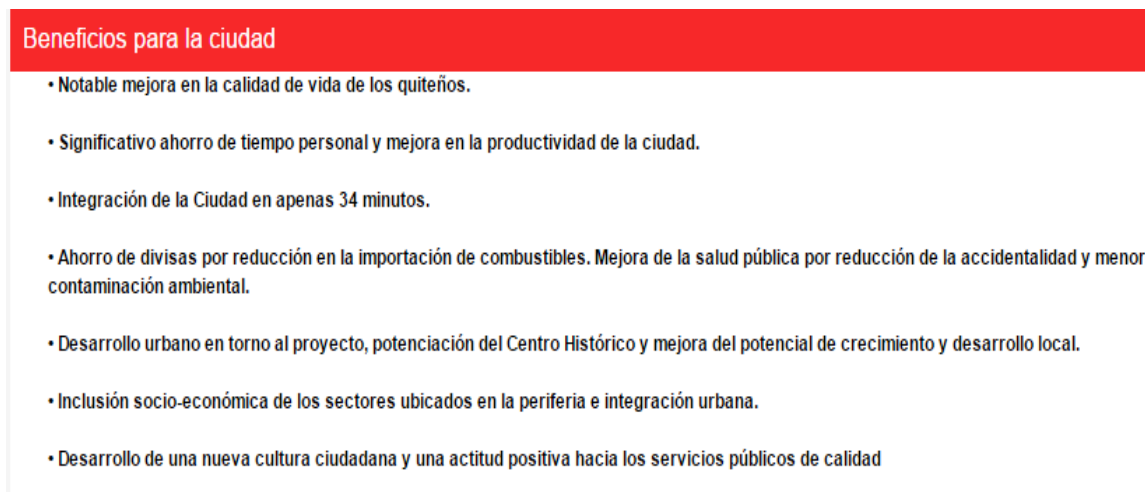 Beneficios para la ciudad
• Notable mejora en la calidad de vida de los quiteños.
• Significativo ahorro de tiempo personal y mejora en la productividad de la ciudad.
• Integración de la Ciudad en apenas 34 minutos.
• Ahorro de divisas por reducción en la importación de combustibles. Mejora de la salud pública por reducción de la accidentalidad y menor
contaminación ambiental.
• Desarrollo urbano en torno al proyecto, potenciación del Centro Histórico y mejora del potencial de crecimiento y desarrollo local.
• Inclusión socio-económica de los sectores ubicados en la periferia e integración urbana.
• Desarrollo de una nueva cultura ciudadana y una actitud positiva hacia los servicios públicos de calidad